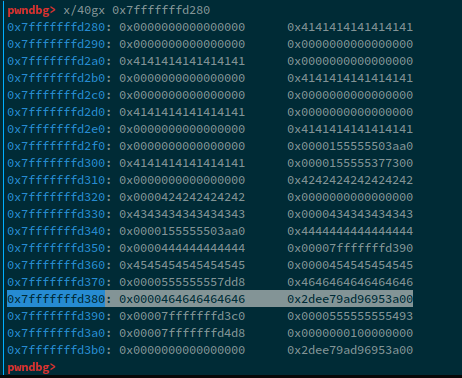 pwndbg> x/40gx 0x7fffffffd280
0x7fffffffd280: 0x0000000000000000 0x4141414141414141
0x7fffffffd290: 0x0000000000000000 0x0000000000000000
0x7fffffffd2a0: 0x4141414141414141 0x0000000000000000
0x7fffffffd2b0: 0x0000000000000000 0x4141414141414141
0x7fffffffd2c0: 0x0000000000000000 0x0000000000000000
0x7fffffffd2d0: 0x4141414141414141 0x0000000000000000
0x7fffffffd2e0: 0x0000000000000000 0x4141414141414141
0x7fffffffd2f0: 0x0000000000000000 0x0000155555503aa0
0x7fffffffd300: 0x4141414141414141 0x0000155555377300
0x7fffffffd310: 0x0000000000000000 0x4242424242424242
0x7fffffffd320: 0x0000424242424242 0x0000000000000000
0x7fffffffd330: 0x4343434343434343 0x0000434343434343
0x7fffffffd340: 0x0000155555503aa0 0x4444444444444444
0x7fffffffd350: 0x0000444444444444 0x00007fffffffd390
0x7fffffffd360: 0x4545454545454545 0x0000454545454545
0x7fffffffd370: 0x0000555555557dd8 0x4646464646464646
0x7fffffffd380: 0x0000464646464646 0x2dee79ad96953a00
0x7fffffffd390: 0x00007fffffffd3c0 0x0000555555555493
0x7fffffffd3a0: 0x00007fffffffd4d8 0x0000000100000000
0x7fffffffd3b0: 0x0000000000000000 0x2dee79ad96953a00
pwndbg>